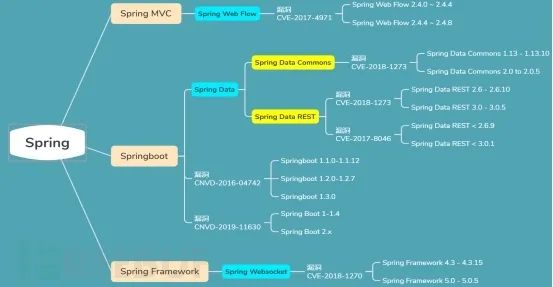 Spring
Spring MVC
Spring Web Flow
漏洞
CVE-2017-4971
Spring Web Flow 2.4.0 ~ 2.4.4
Spring Web Flow 2.4.4 ~ 2.4.8
Springboot
Spring Data
Spring Data Commons
漏洞
CVE-2018-1273
Spring Data Commons 1.13 - 1.13.10
Spring Data Commons 2.0 to 2.0.5
Spring Data REST
漏洞
CVE-2018-1273
Spring Data REST 2.6 - 2.6.10
Spring Data REST 3.0 - 3.0.5
漏洞
CVE-2017-8046
Spring Data REST < 2.6.9
Spring Data REST < 3.0.1
漏洞
CNVD-2016-04742
Springboot 1.1.0-1.1.12
Springboot 1.2.0-1.2.7
Springboot 1.3.0
漏洞
CNVD-2019-11630
Spring Boot 1-1.4
Spring Boot 2.x
Spring Framework
Spring Websocket
漏洞
CVE-2018-1270
Spring Framework 4.3 - 4.3.15
Spring Framework 5.0 - 5.0.5